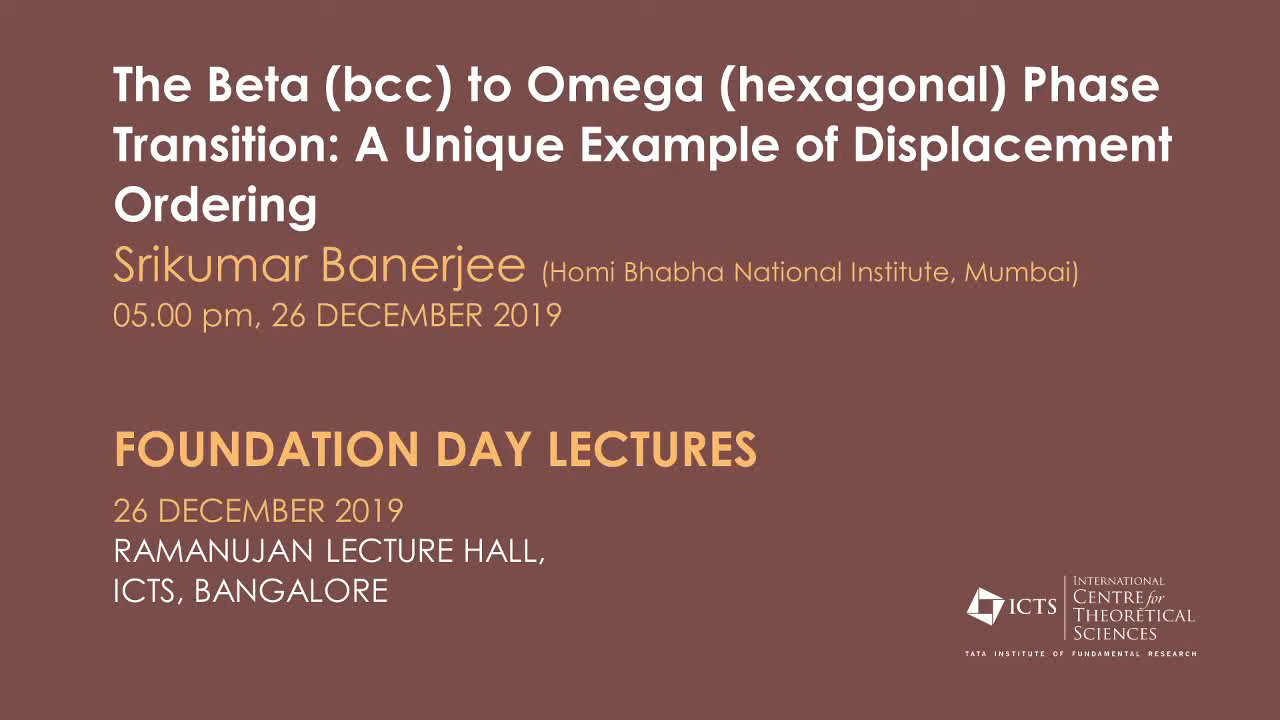 The Beta (bcc) to Omega (hexagonal) Phase
Transition: A Unique Example of Displacement
Ordering
Srikumar Banerjee (Homi Bhabha National Institute, Mumbai)
05.00 pm, 26 DECEMBER 2019
FOUNDATION DAY LECTURES
26 DECEMBER 2019
RAMANUJAN LECTURE HALL,
ICTS, BANGALORE
ICTS
INTERNATIONAL
CENTRE for
THEORETICAL
SCIENCES
TATA INSTITUTE OF FUNDAMENTAL RESEARCH